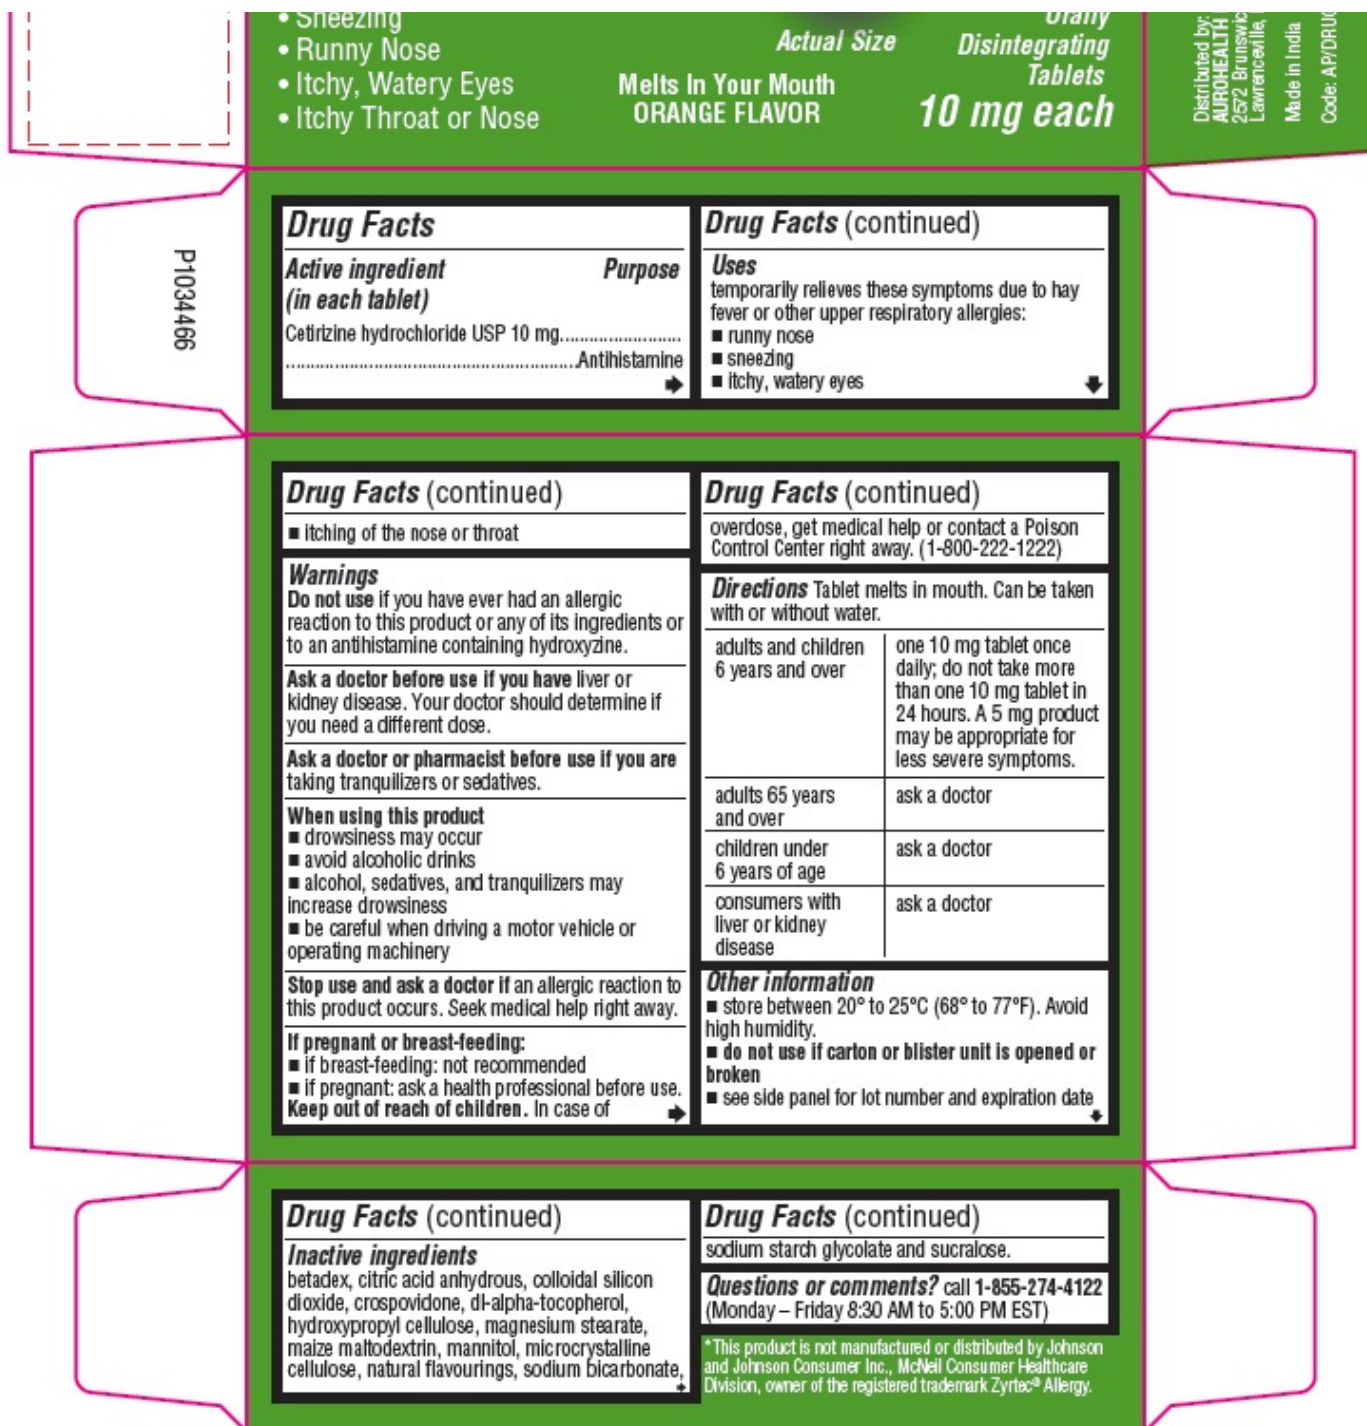 • Sneezing
• Runny Nose
• Itchy, Watery Eyes
• Itchy Throat or Nose
Actual Size
Melts In Your Mouth
ORANGE FLAVOR
Orally
Disintegrating
Tablets
10 mg each
Distributed by:
AUROHEALTH
2572 Brunswic
Lawrenceville,
Made in India
Code: AP/DRUG
P1034466
Drug Facts
Active ingredient Purpose
(in each tablet)
Cetirizine hydrochloride USP 10 mg.........................
............................................................Antihistamine
Drug Facts (continued)
Uses
temporarily relieves these symptoms due to hay
fever or other upper respiratory allergies:
■ runny nose
■ sneezing
■ itchy, watery eyes
Drug Facts (continued)
■ itching of the nose or throat
Warnings
Do not use if you have ever had an allergic
reaction to this product or any of its ingredients or
to an antihistamine containing hydroxyzine.
Ask a doctor before use if you have liver or
kidney disease. Your doctor should determine if
you need a different dose.
Ask a doctor or pharmacist before use if you are
taking tranquilizers or sedatives.
When using this product
■ drowsiness may occur
■ avoid alcoholic drinks
■ alcohol, sedatives, and tranquilizers may
increase drowsiness
■ be careful when driving a motor vehicle or
operating machinery
Stop use and ask a doctor if an allergic reaction to
this product occurs. Seek medical help right away.
If pregnant or breast-feeding:
■ if breast-feeding: not recommended
■ if pregnant: ask a health professional before use.
Keep out of reach of children. In case of
Drug Facts (continued)
overdose, get medical help or contact a Poison
Control Center right away. (1-800-222-1222)
Directions Tablet melts in mouth. Can be taken
with or without water.
adults and children
6 years and over
one 10 mg tablet once
daily; do not take more
than one 10 mg tablet in
24 hours. A 5 mg product
may be appropriate for
less severe symptoms.
adults 65 years
and over
ask a doctor
children under
6 years of age
ask a doctor
consumers with
liver or kidney
disease
ask a doctor
Other information
■ store between 20° to 25°C (68° to 77°F). Avoid
high humidity.
■ do not use if carton or blister unit is opened or
broken
■ see side panel for lot number and expiration date
Drug Facts (continued)
Inactive ingredients
betadex, citric acid anhydrous, colloidal silicon
dioxide, crospovidone, dl-alpha-tocopherol,
hydroxypropyl cellulose, magnesium stearate,
maize maltodextrin, mannitol, microcrystalline
cellulose, natural flavourings, sodium bicarbonate,
Drug Facts (continued)
sodium starch glycolate and sucralose.
Questions or comments? call 1-855-274-4122
(Monday – Friday 8:30 AM to 5:00 PM EST)
*This product is not manufactured or distributed by Johnson
and Johnson Consumer Inc., McNeil Consumer Healthcare
Division, owner of the registered trademark Zyrtec® Allergy.